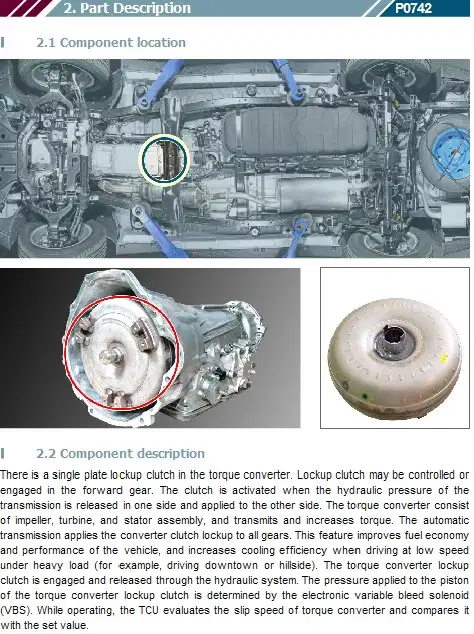 2. Part Description
P0742
2.1 Component location
2.2 Component description
There is a single plate lockup clutch in the torque converter. Lockup clutch may be controlled or
engaged in the forward gear. The clutch is activated when the hydraulic pressure of the
transmission is released in one side and applied to the other side. The torque converter consist
of impeller, turbine, and stator assembly, and transmits and increases torque. The automatic
transmission applies the converter clutch lockup to all gears. This feature improves fuel economy
and performance of the vehicle, and increases cooling efficiency when driving at low speed
under heavy load (for example, driving downtown or hillside). The torque converter lockup
clutch is engaged and released through the hydraulic system. The pressure applied to the piston
of the torque converter lockup clutch is determined by the electronic variable bleed solenoid
(VBS). While operating, the TCU evaluates the slip speed of torque converter and compares it
with the set value.